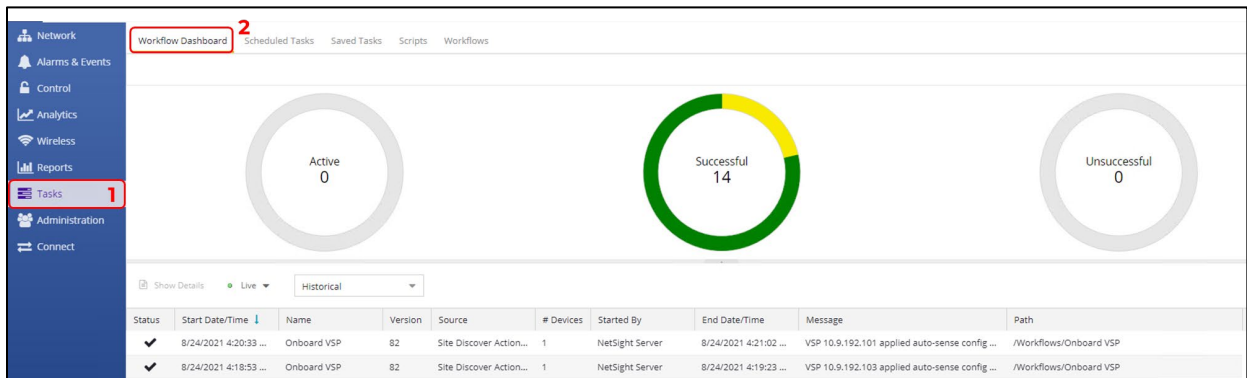 Network
Alarms & Events
Control
Analytics
Wireless
Reports
Tasks 1
Administration
Connect
Workflow Dashboard 2 Scheduled Tasks Saved Tasks Scripts Workflows
Active
0
Successful
14
Unsuccessful
0
Show Details Live Historical
Status Start Date/Time Name Version Source # Devices Started By End Date/Time Message Path
8/24/2021 4:20:33 ... Onboard VSP 82 Site Discover Action... 1 NetSight Server 8/24/2021 4:21:02 ... VSP 10.9.192.101 applied auto-sense config ... /Workflows/Onboard VSP
8/24/2021 4:18:53 ... Onboard VSP 82 Site Discover Action... 1 NetSight Server 8/24/2021 4:19:23 ... VSP 10.9.192.103 applied auto-sense config ... /Workflows/Onboard VSP